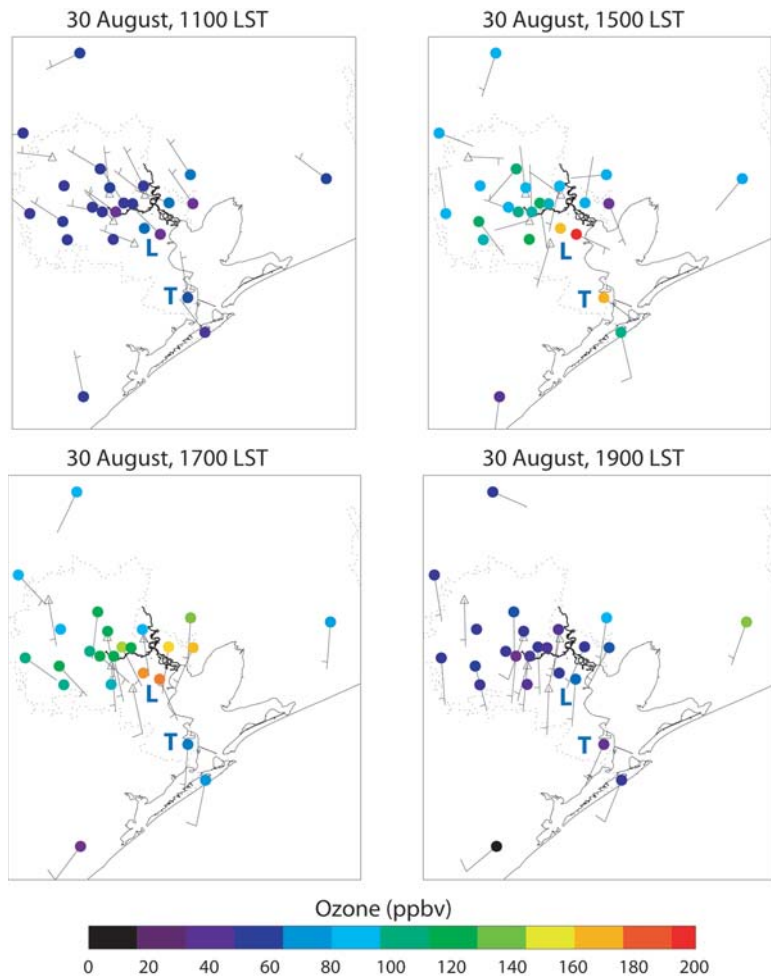 30 August, 1100 LST
30 August, 1500 LST
L
T
L
T
30 August, 1700 LST
30 August, 1900 LST
L
T
L
T
Ozone (ppbv)
0 20 40 60 80 100 120 140 160 180 200